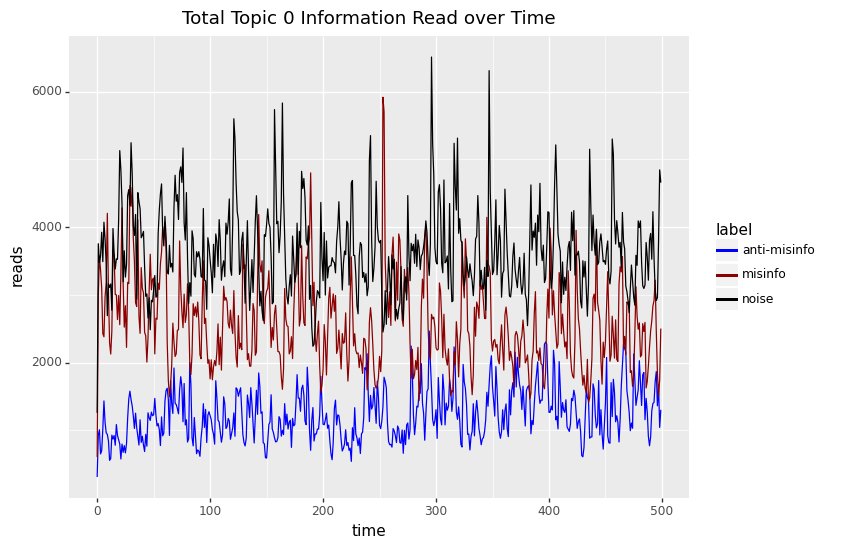 Total Topic 0 Information Read over Time
6000
4000
2000
reads
0 100 200 300 400 500
time
label
anti-misinfo
misinfo
noise